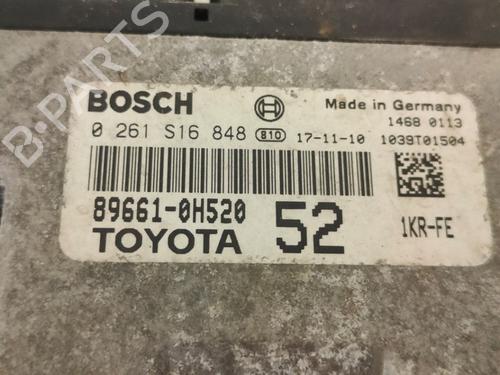 B-PARTS
BOSCH
Made in Germany
1468 0113
0 261 S16 848 810 17-11-10 1039T01504
89661-0H520
TOYOTA 52 1KR-FE